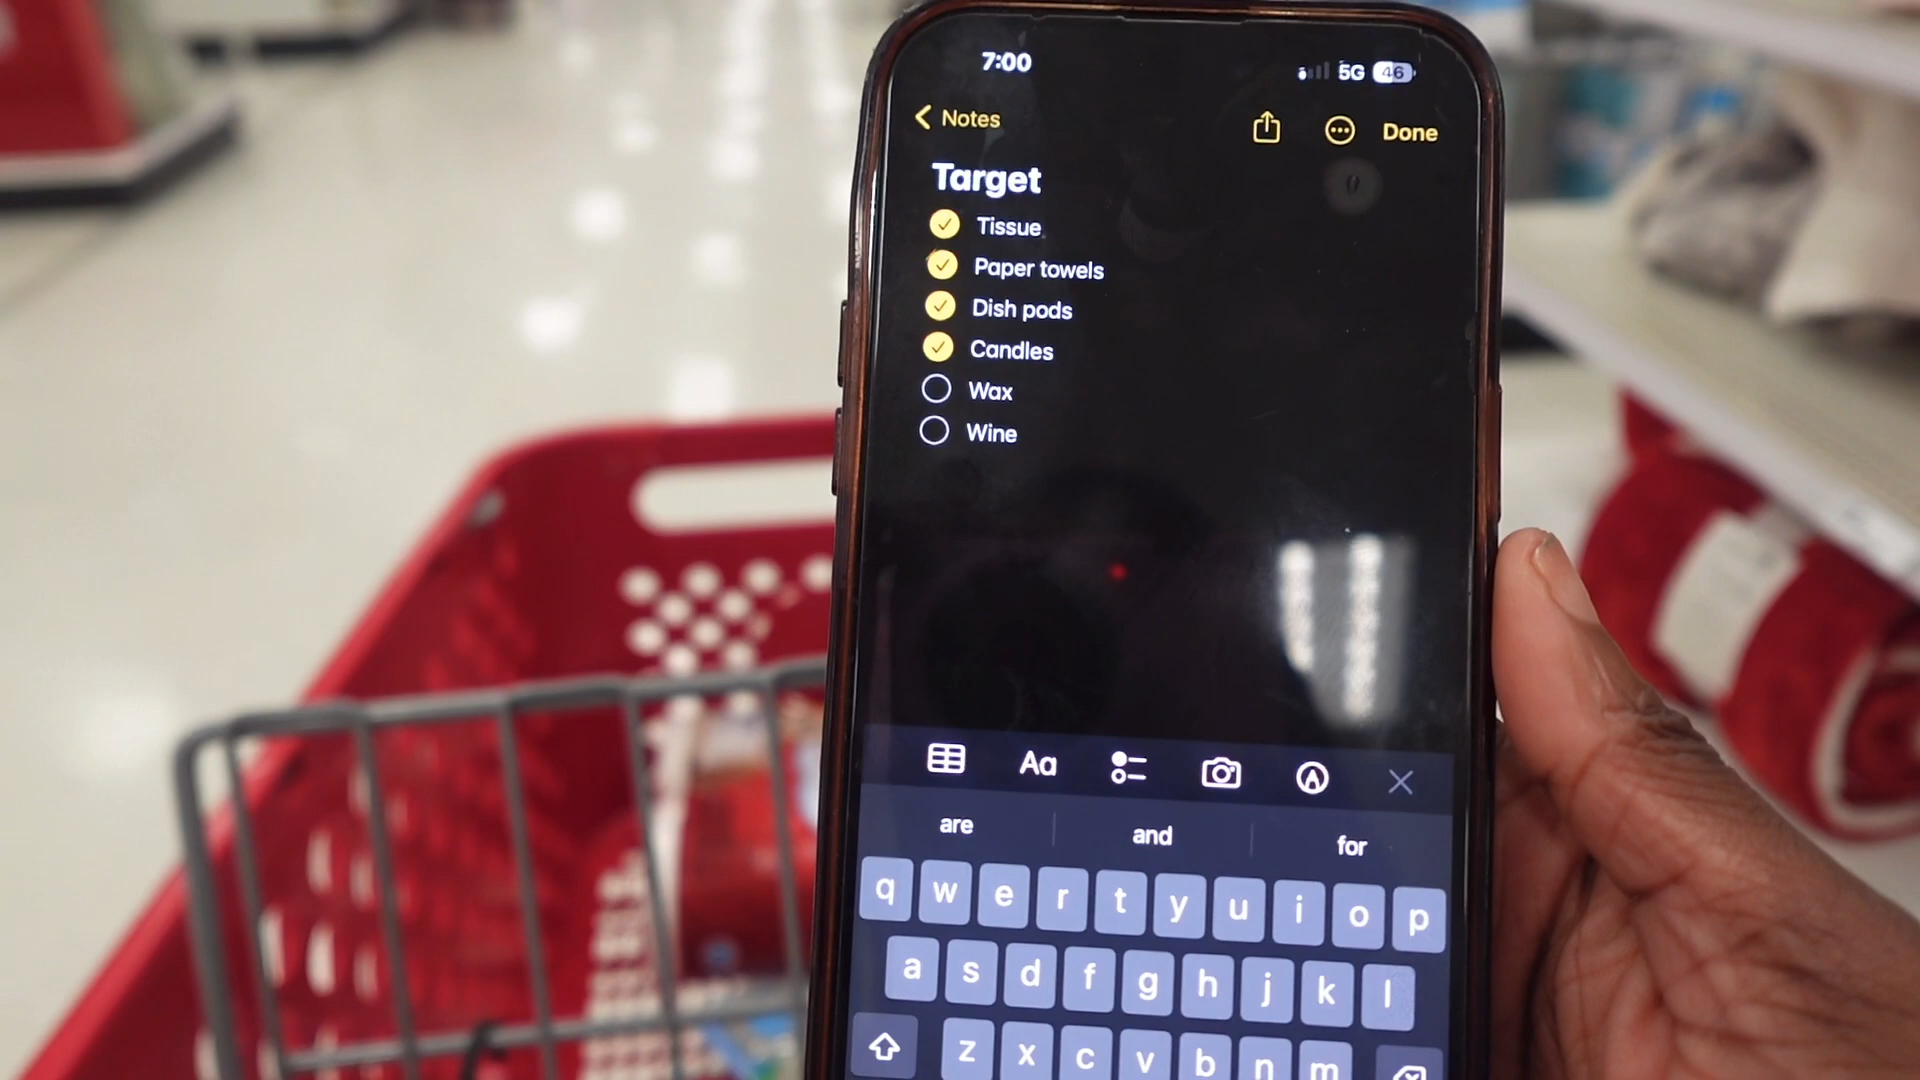 7:00 5G 46
Notes Done
Target
Tissue
Paper towels
Dish pods
Candles
Wax
Wine
Aa
are and for
q w e r t y u i o p
a s d f g h j k l
z x c v b n m